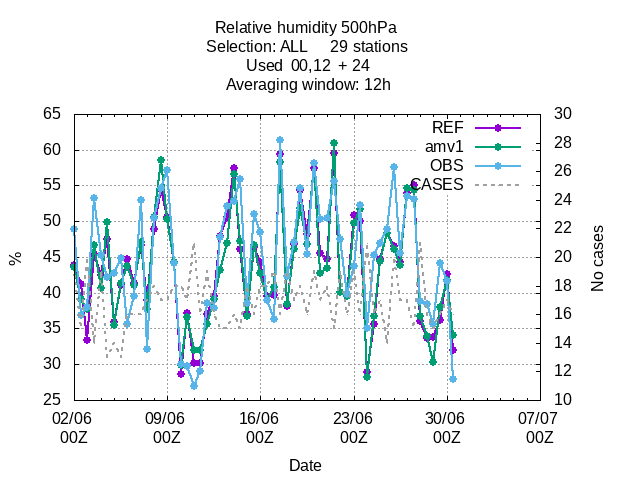 Relative humidity 500hPa
Selection: ALL     29 stations
Used  00,12  + 24
Averaging window: 12h
65
60
55
50
45
40
35
30
25
30
28
26
24
22
20
18
16
14
12
10
REF
amv1
OBS
CASES
%
No cases
02/06 09/06 16/06 23/06 30/06 07/07
00Z 00Z 00Z 00Z 00Z 00Z
Date